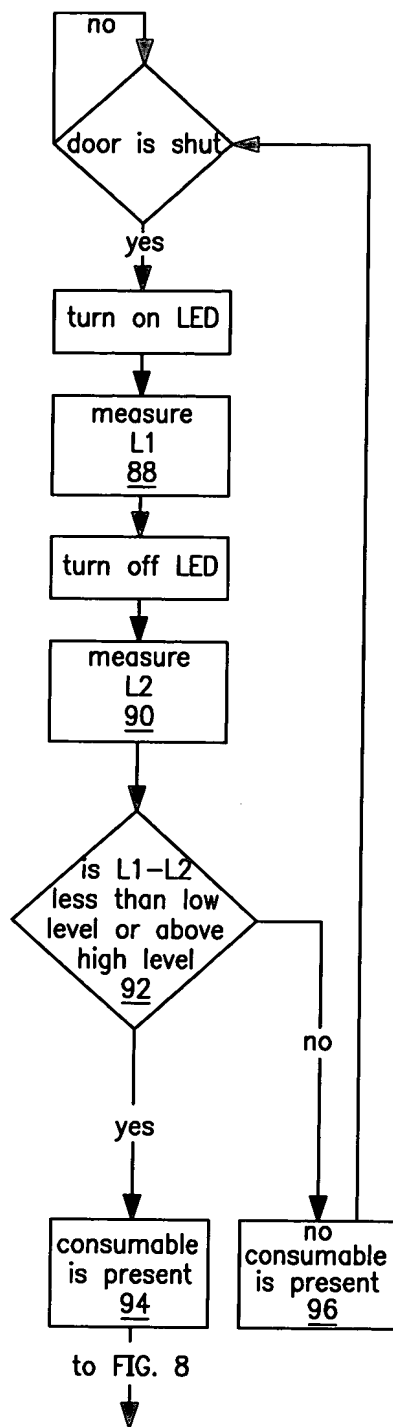 no
door is shut
yes
turn on LED
measure
L1
88
turn off LED
measure
L2
90
is L1-L2
less than low
level or above
high level
92
no
yes
consumable
is present
94
no
consumable
is present
96
to FIG. 8